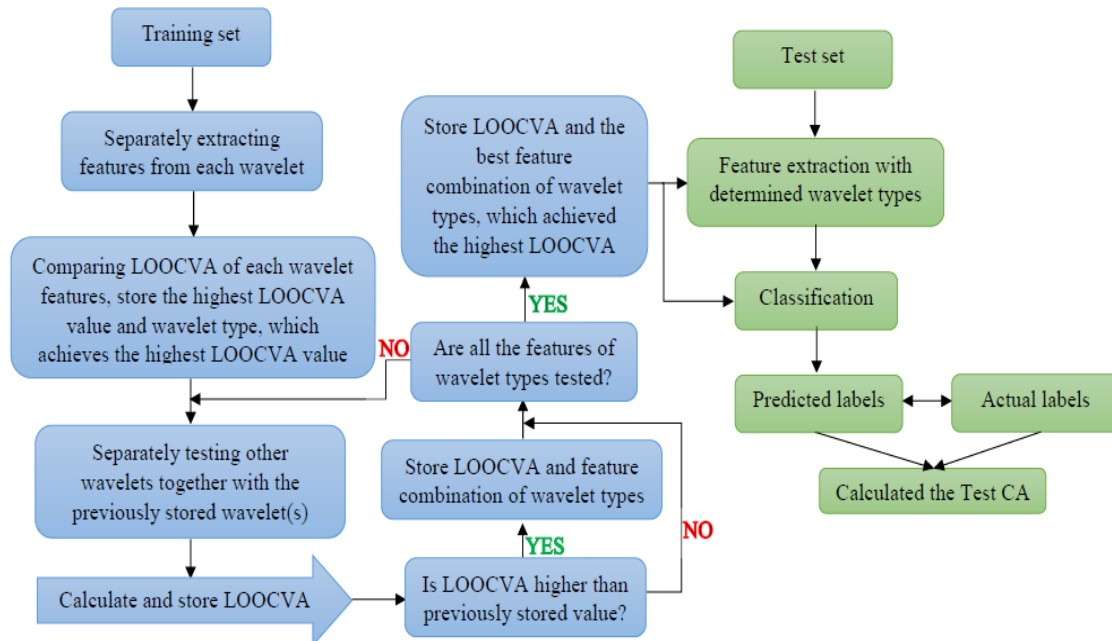 Training set
Separately extracting
features from each wavelet
Comparing LOOCVA of each wavelet
features, store the highest LOOCVA
value and wavelet type, which
achieves the highest LOOCVA value
Separately testing other
wavelets together with the
previously stored wavelet(s)
Calculate and store LOOCVA
Is LOOCVA higher than
previously stored value?
YES
NO
Store LOOCVA and feature
combination of wavelet types
Are all the features of
wavelet types tested?
NO
YES
Store LOOCVA and the
best feature
combination of wavelet
types, which achieved
the highest LOOCVA
Test set
Feature extraction with
determined wavelet types
Classification
Predicted labels
Actual labels
Calculated the Test CA